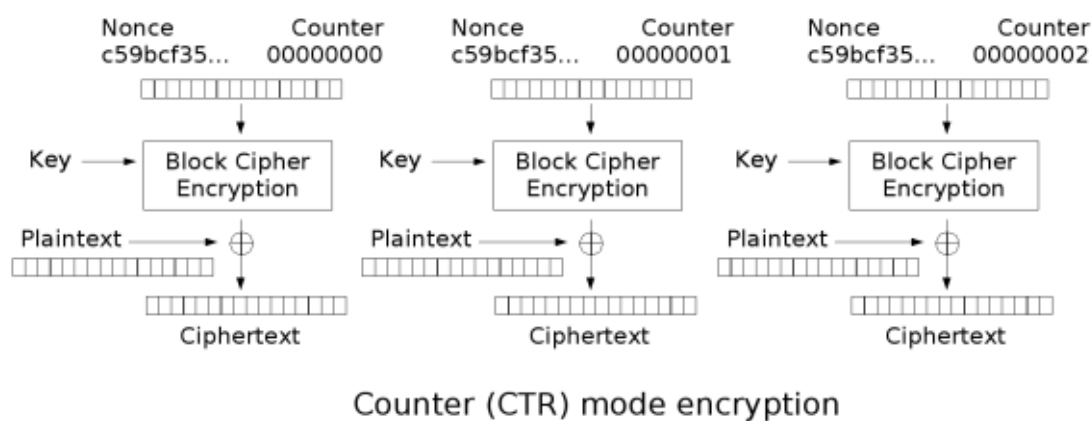 Nonce Counter Nonce Counter Nonce Counter
c59bcf35... 00000000 c59bcf35... 00000001 c59bcf35... 00000002
Key Block Cipher Key Block Cipher Key Block Cipher
Encryption Encryption Encryption
Plaintext Plaintext Plaintext
Ciphertext Ciphertext Ciphertext
Counter (CTR) mode encryption